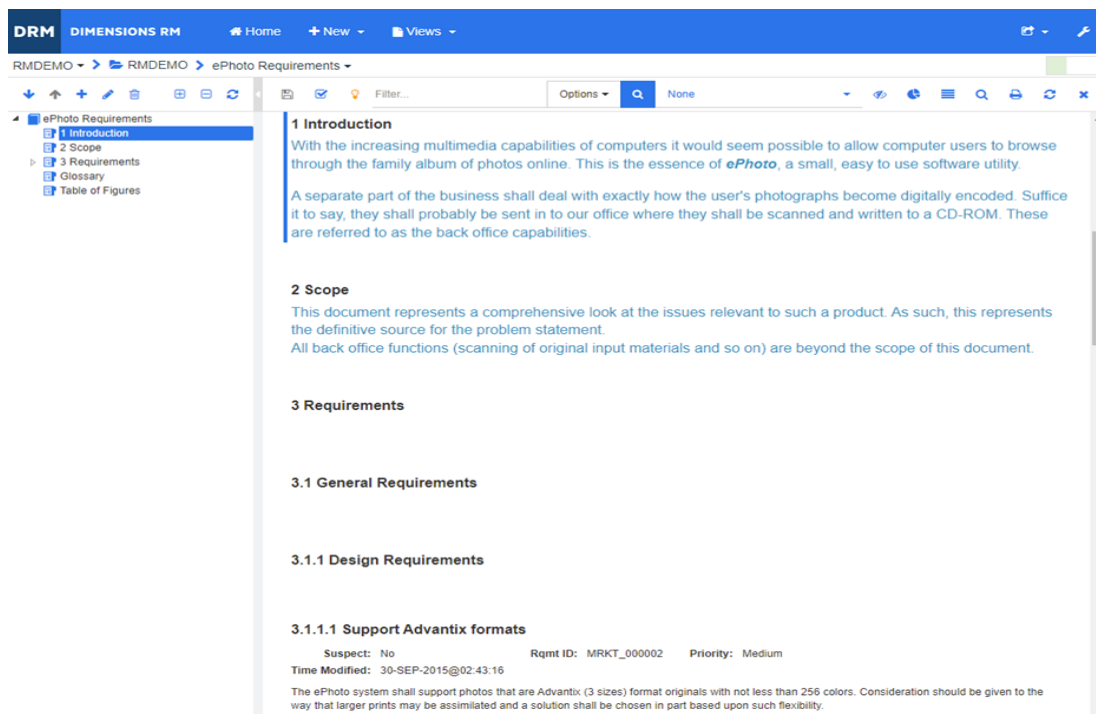 DRM DIMENSIONS RM Home New Views
RMDEMO RMDEMO ePhoto Requirements
Filter... Options None
ePhoto Requirements
1 Introduction
2 Scope
3 Requirements
Glossary
Table of Figures
1 Introduction
With the increasing multimedia capabilities of computers it would seem possible to allow computer users to browse
through the family album of photos online. This is the essence of ePhoto, a small, easy to use software utility.
A separate part of the business shall deal with exactly how the user's photographs become digitally encoded. Suffice
it to say, they shall probably be sent in to our office where they shall be scanned and written to a CD-ROM. These
are referred to as the back office capabilities.
2 Scope
This document represents a comprehensive look at the issues relevant to such a product. As such, this represents
the definitive source for the problem statement.
All back office functions (scanning of original input materials and so on) are beyond the scope of this document.
3 Requirements
3.1 General Requirements
3.1.1 Design Requirements
3.1.1.1 Support Advantix formats
Suspect: No Rqmt ID: MRKT_000002 Priority: Medium
Time Modified: 30-SEP-2015@02:43:16
The ePhoto system shall support photos that are Advantix (3 sizes) format originals with not less than 256 colors. Consideration should be given to the
way that larger prints may be assimilated and a solution shall be chosen in part based upon such flexibility.